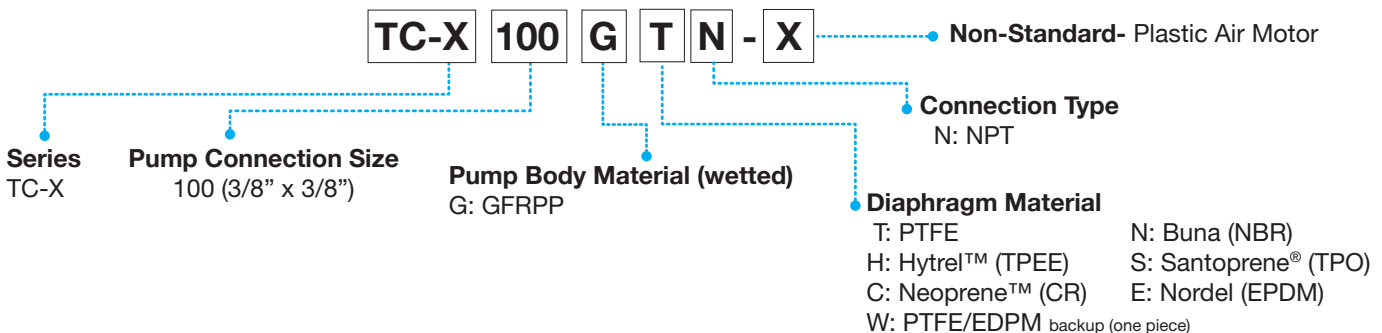 TC-X 100 G T N - X
Non-Standard- Plastic Air Motor
Connection Type
N: NPT
Series
TC-X
Pump Connection Size
100 (3/8” x 3/8”)
Pump Body Material (wetted)
G: GFRPP
Diaphragm Material
T: PTFE
N: Buna (NBR)
H: Hytrel™ (TPEE)
S: Santoprene® (TPO)
C: Neoprene™ (CR)
E: Nordel (EPDM)
W: PTFE/EDPM backup (one piece)